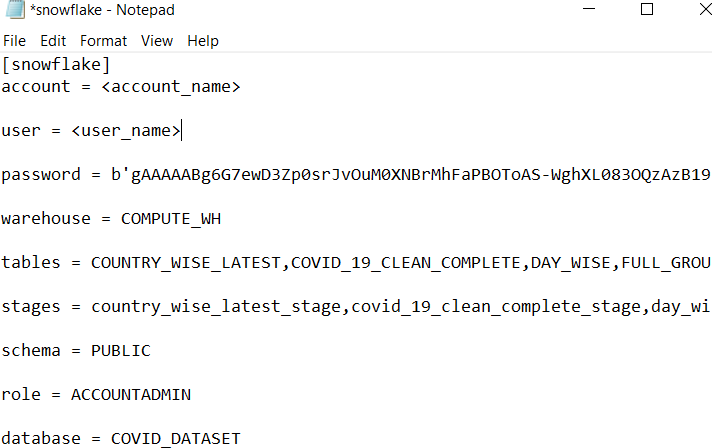 *snowflake - Notepad
File Edit Format View Help
[snowflake]
account = <account_name>
user = <user_name>
password = b'gAAAAABg6G7ewD3Zp0srJvOuM0XNBrMhFaPBOToAS-WghXL083OQzAzB19
warehouse = COMPUTE_WH
tables = COUNTRY_WISE_LATEST,COVID_19_CLEAN_COMPLETE,DAY_WISE,FULL_GROU
stages = country_wise_latest_stage,covid_19_clean_complete_stage,day_wi
schema = PUBLIC
role = ACCOUNTADMIN
database = COVID_DATASET